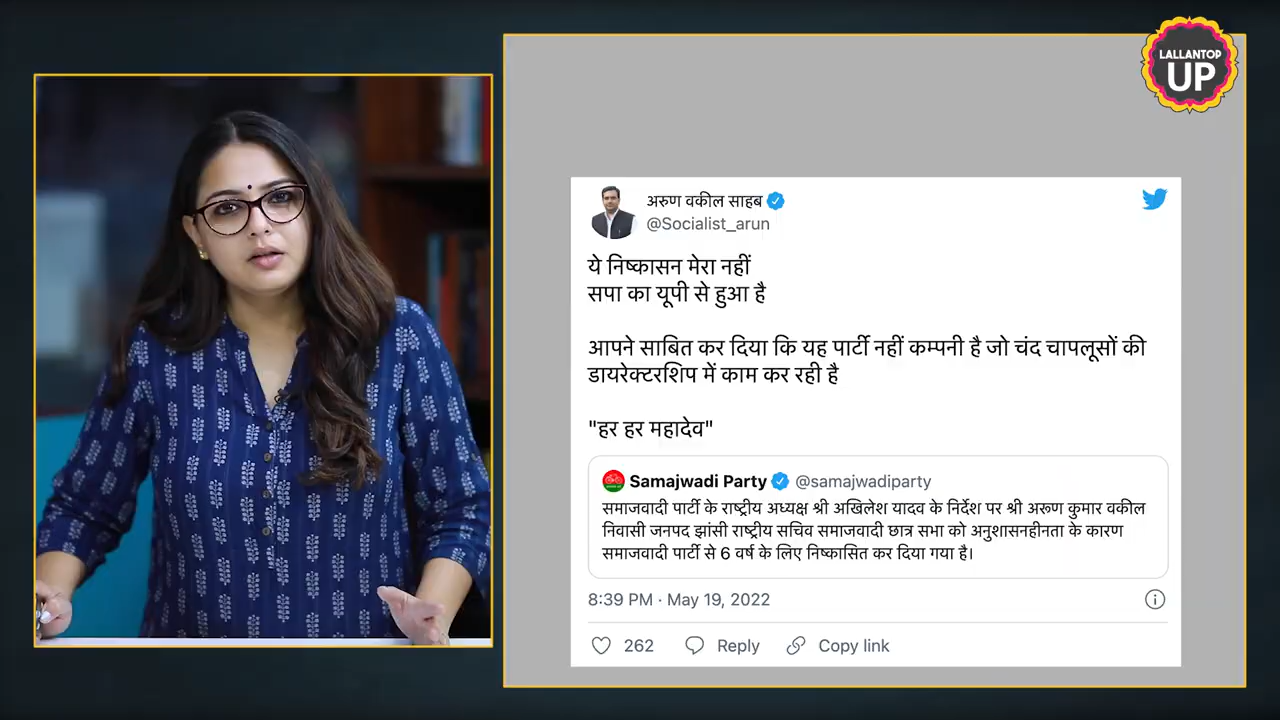 LALLANTOP
UP
अरुण वकील साहब
@Socialist_arun
ये निष्कासन मेरा नहीं
सपा का यूपी से हुआ है
आपने साबित कर दिया कि यह पार्टी नहीं कम्पनी है जो चंद चापलूसों की
डायरेक्टरशिप में काम कर रही है
"हर हर महादेव"
Samajwadi Party @samajwadiparty
समाजवादी पार्टी के राष्ट्रीय अध्यक्ष श्री अखिलेश यादव के निर्देश पर श्री अरूण कुमार वकील
निवासी जनपद झांसी राष्ट्रीय सचिव समाजवादी छात्र सभा को अनुशासनहीनता के कारण
समाजवादी पार्टी से 6 वर्ष के लिए निष्कासित कर दिया गया है।
8:39 PM · May 19, 2022
262 Reply Copy link